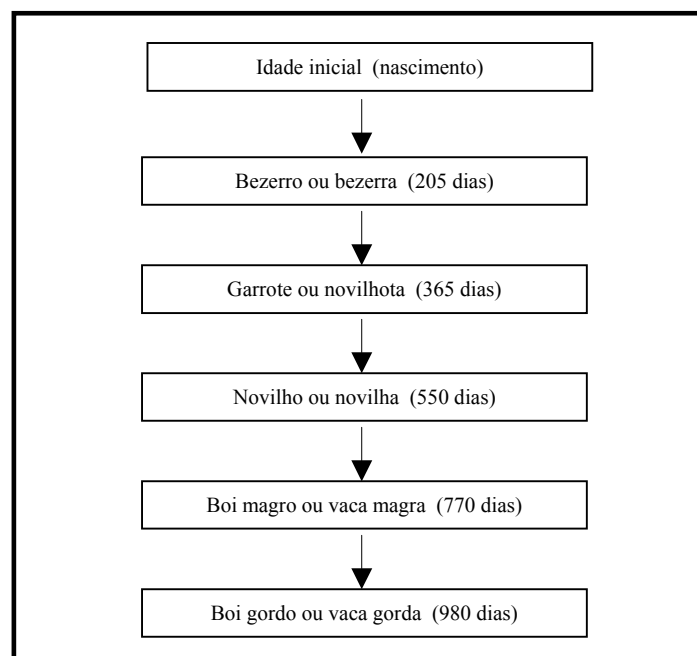 Idade inicial (nascimento)
Bezerro ou bezerra (205 dias)
Garrote ou novilhota (365 dias)
Novilho ou novilha (550 dias)
Boi magro ou vaca magra (770 dias)
Boi gordo ou vaca gorda (980 dias)